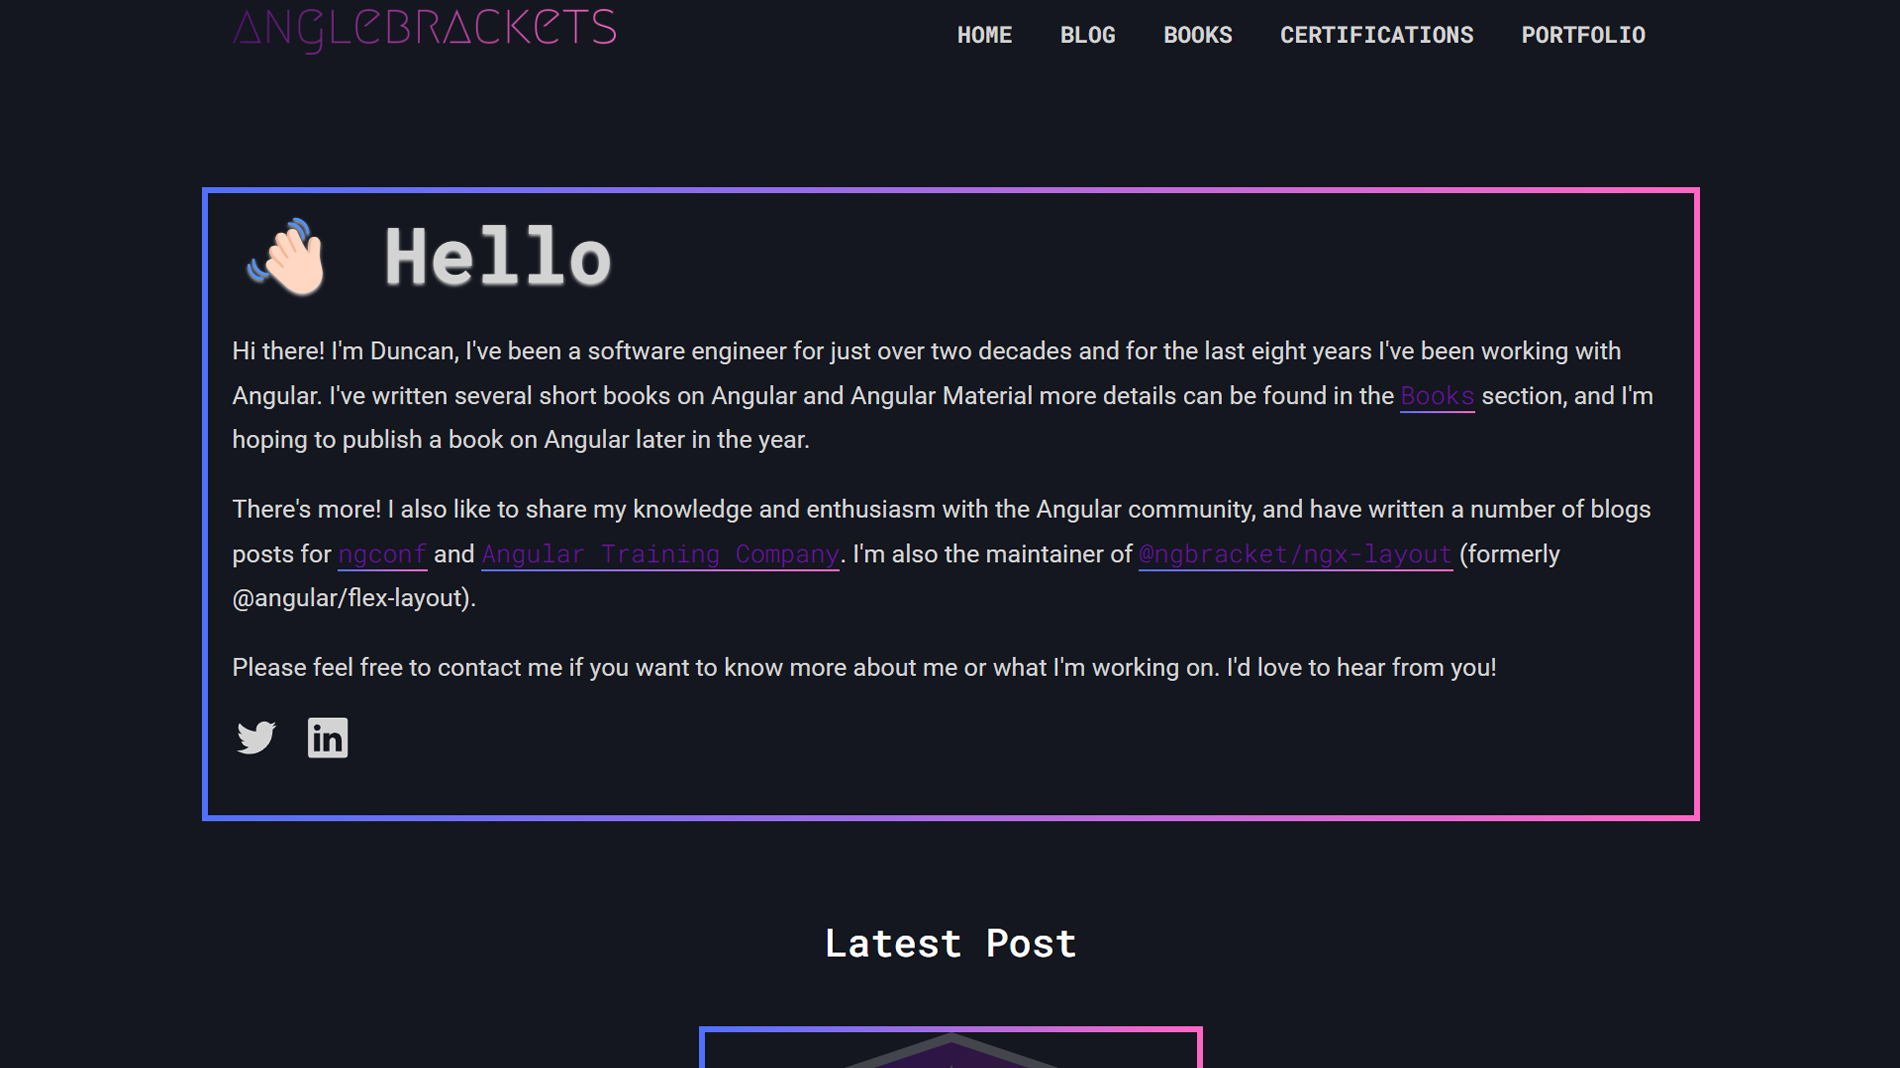 ANGLEBRACKETS
HOME BLOG BOOKS CERTIFICATIONS PORTFOLIO
Hello
Hi there! I'm Duncan, I've been a software engineer for just over two decades and for the last eight years I've been working with
Angular. I've written several short books on Angular and Angular Material more details can be found in the Books section, and I'm
hoping to publish a book on Angular later in the year.
There's more! I also like to share my knowledge and enthusiasm with the Angular community, and have written a number of blogs
posts for ngconf and Angular Training Company. I'm also the maintainer of @ngbracket/ngx-layout (formerly
@angular/flex-layout).
Please feel free to contact me if you want to know more about me or what I'm working on. I'd love to hear from you!
in
Latest Post